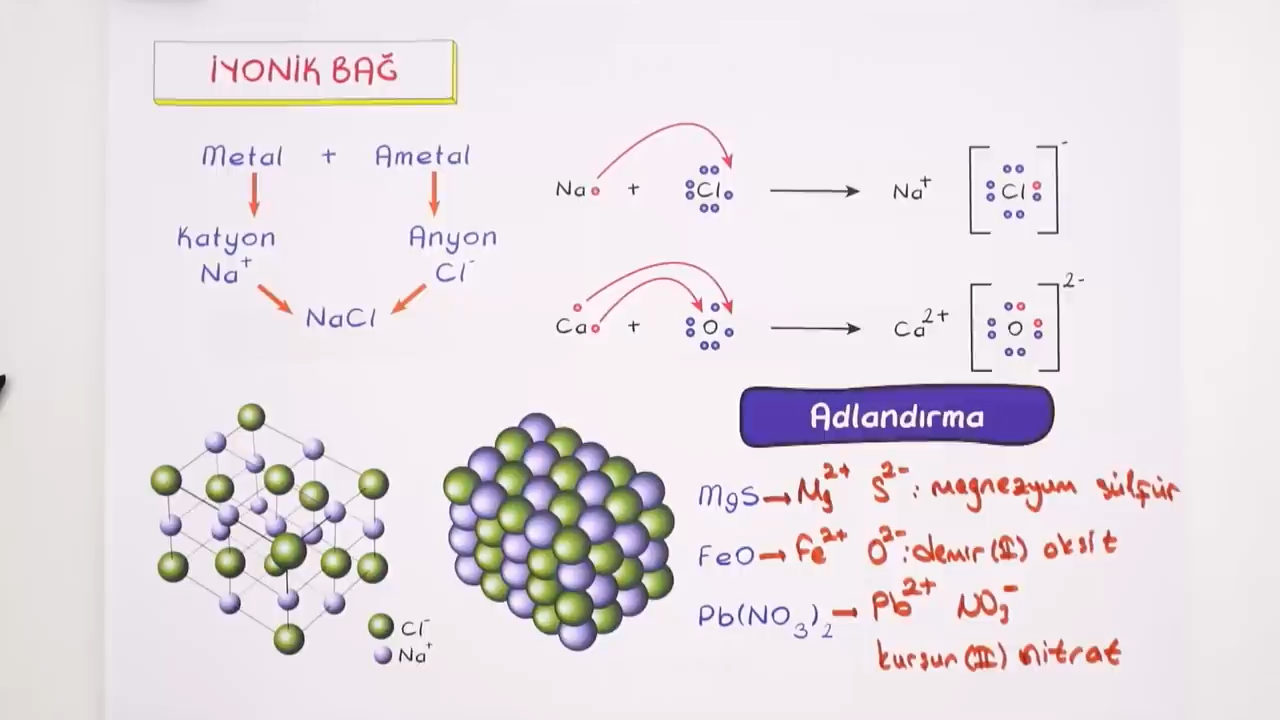 İYONİK BAĞ
Metal + Ametal
Katyon Anyon
Na⁺ Cl⁻
NaCl
Na + Cl Na⁺ [Cl]⁻
Ca + O Ca²⁺ [O]²⁻
Adlandırma
MgS→Mg²⁺ S²⁻: magnezyum sülfür
FeO→Fe²⁺ O²⁻: demir (II) oksit
Pb(NO₃)₂→Pb²⁺ NO₃⁻
kurşun (II) nitrat
Cl⁻
Na⁺